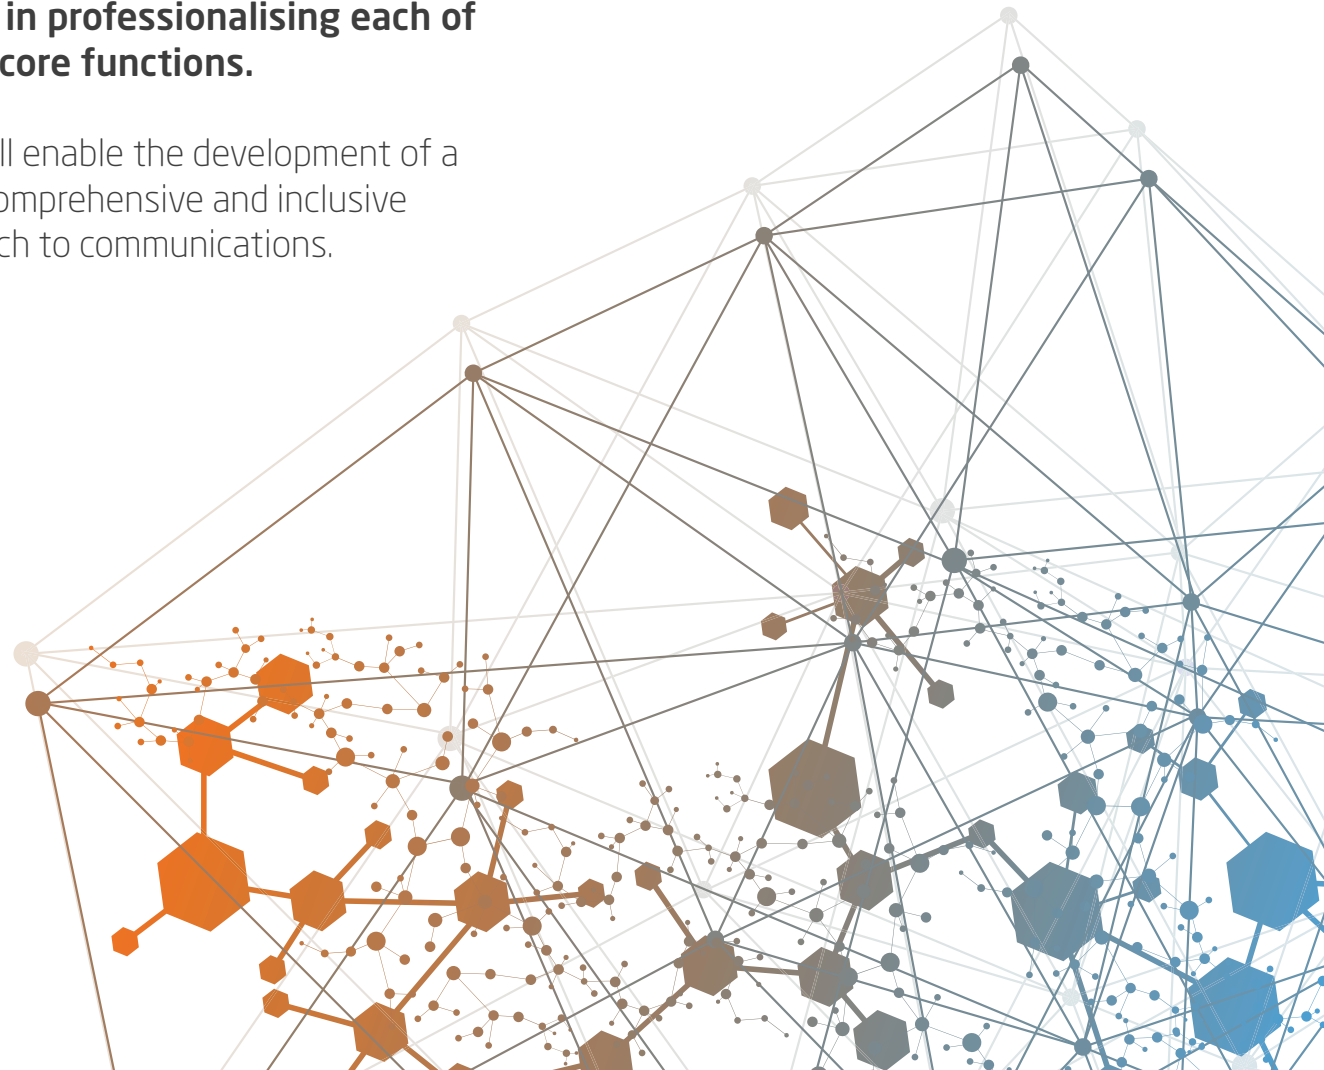 in professionalising each of
core functions.
ll enable the development of a
omprehensive and inclusive
ch to communications.